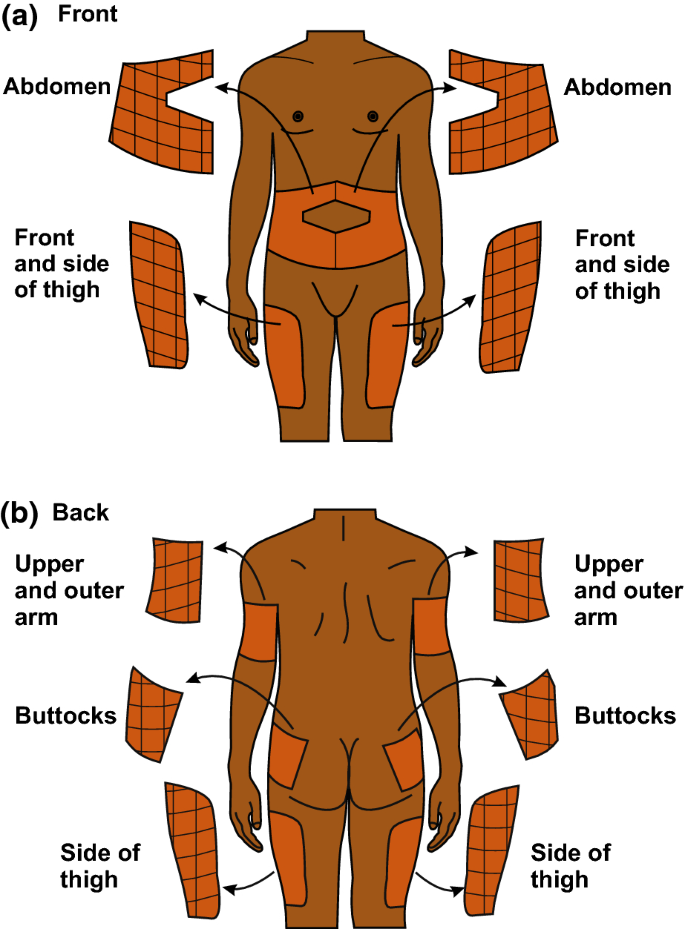 (a) Front
Abdomen
Abdomen
Front
and side
of thigh
Front
and side
of thigh
(b) Back
Upper
and outer
arm
Upper
and outer
arm
Buttocks
Buttocks
Side of
thigh
Side of
thigh